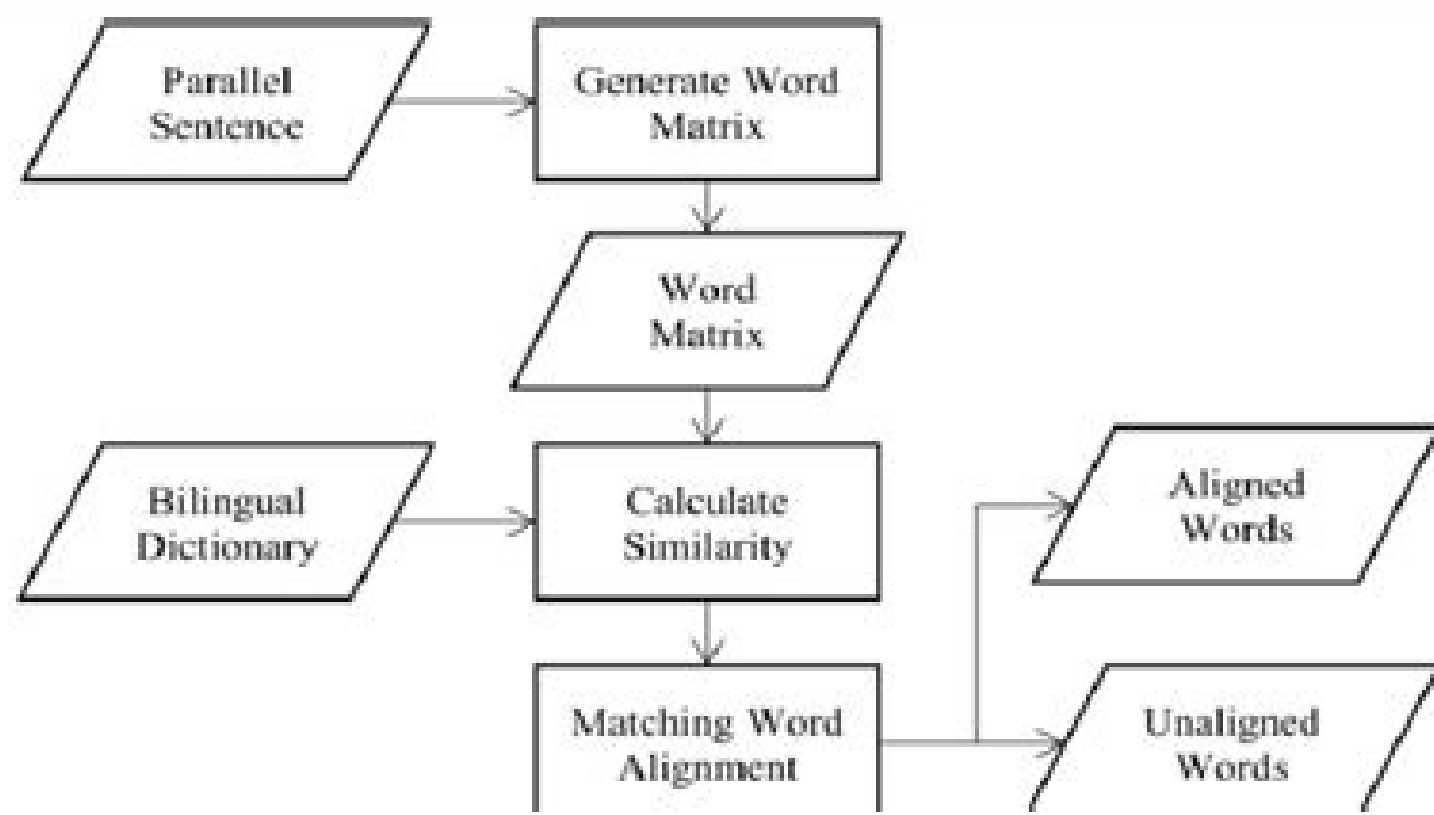 Parallel
Sentence
Generate Word
Matrix
Word
Matrix
Bilingual
Dictionary
Calculate
Similarity
Aligned
Words
Matching Word
Alignment
Unaligned
Words